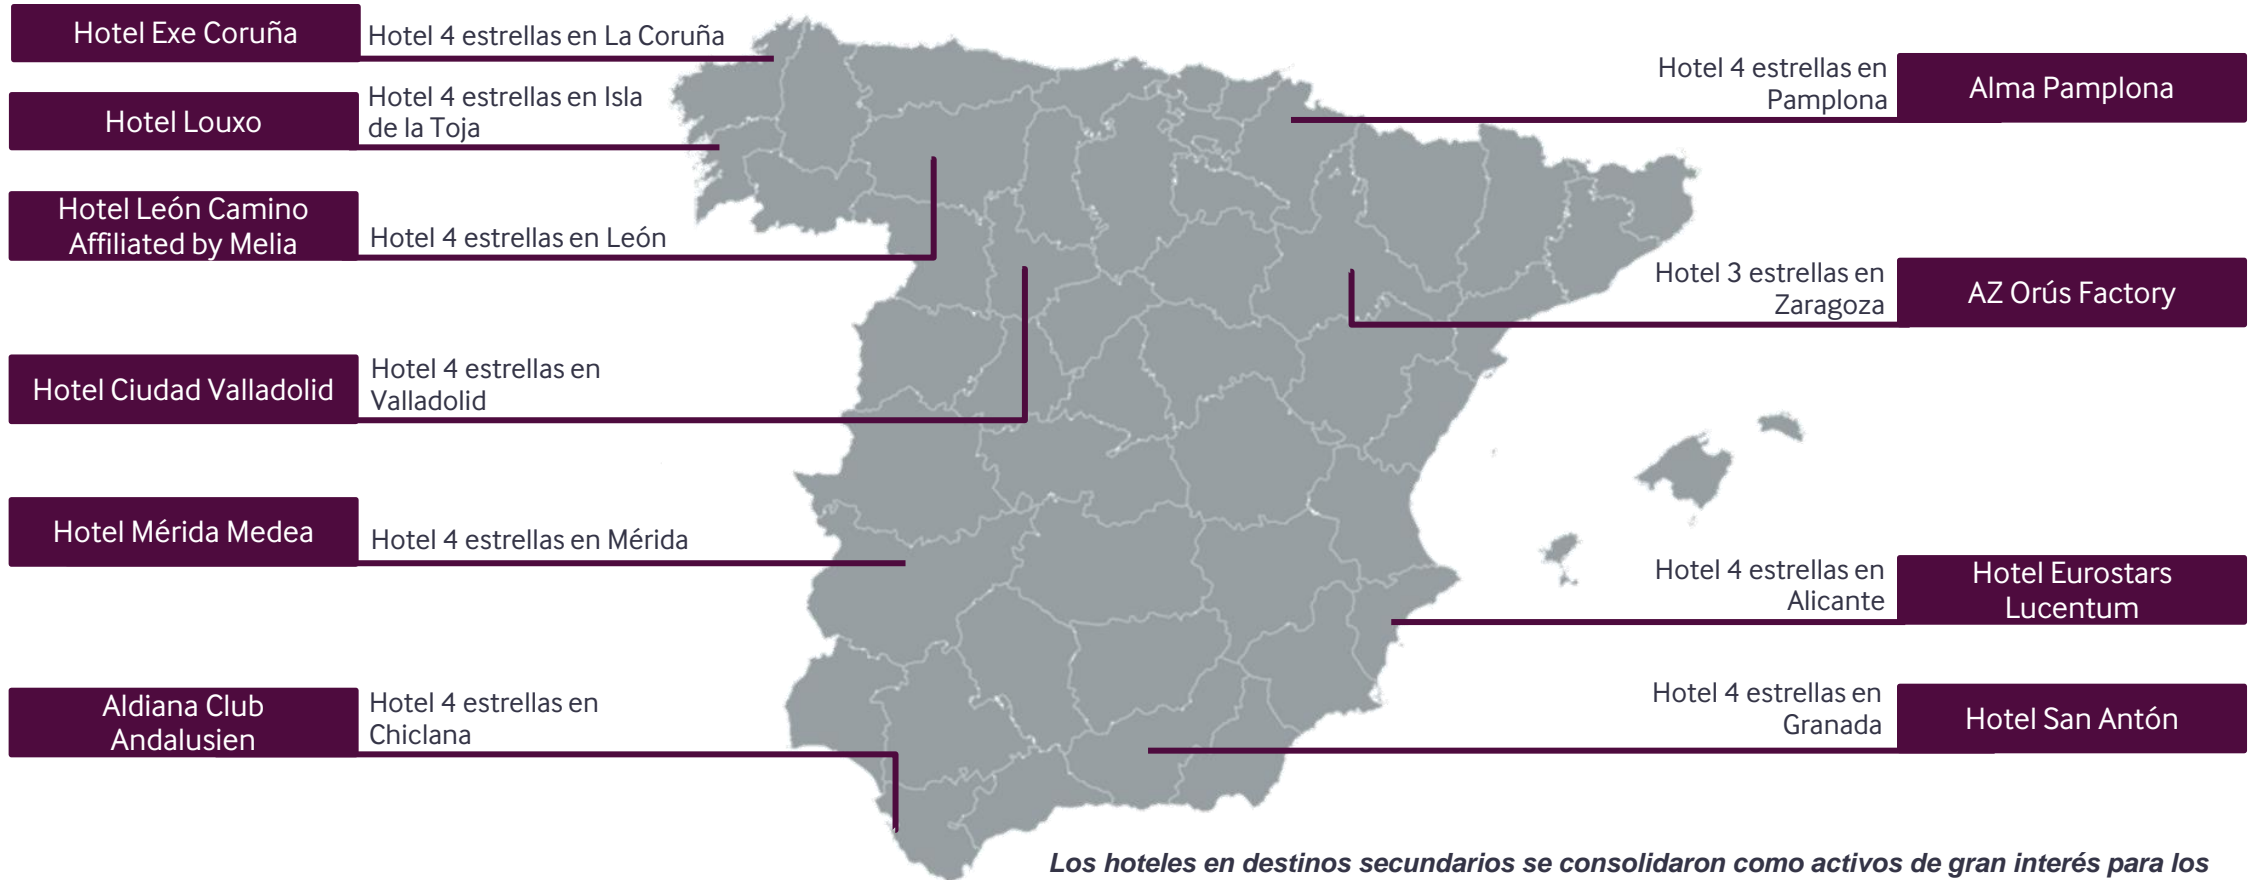 Hotel Exe Coruña
Hotel 4 estrellas en La Coruña
Hotel Louxo
Hotel 4 estrellas en Isla
de la Toja
Hotel León Camino
Affiliated by Melia
Hotel 4 estrellas en León
Hotel Ciudad Valladolid
Hotel 4 estrellas en
Valladolid
Hotel Mérida Medea
Hotel 4 estrellas en Mérida
Aldiana Club
Andalusien
Hotel 4 estrellas en
Chiclana
Hotel 4 estrellas en
Pamplona
Alma Pamplona
Hotel 3 estrellas en
Zaragoza
AZ Orús Factory
Hotel 4 estrellas en
Alicante
Hotel Eurostars
Lucentum
Hotel 4 estrellas en
Granada
Hotel San Antón
Los hoteles en destinos secundarios se consolidaron como activos de gran interés para los